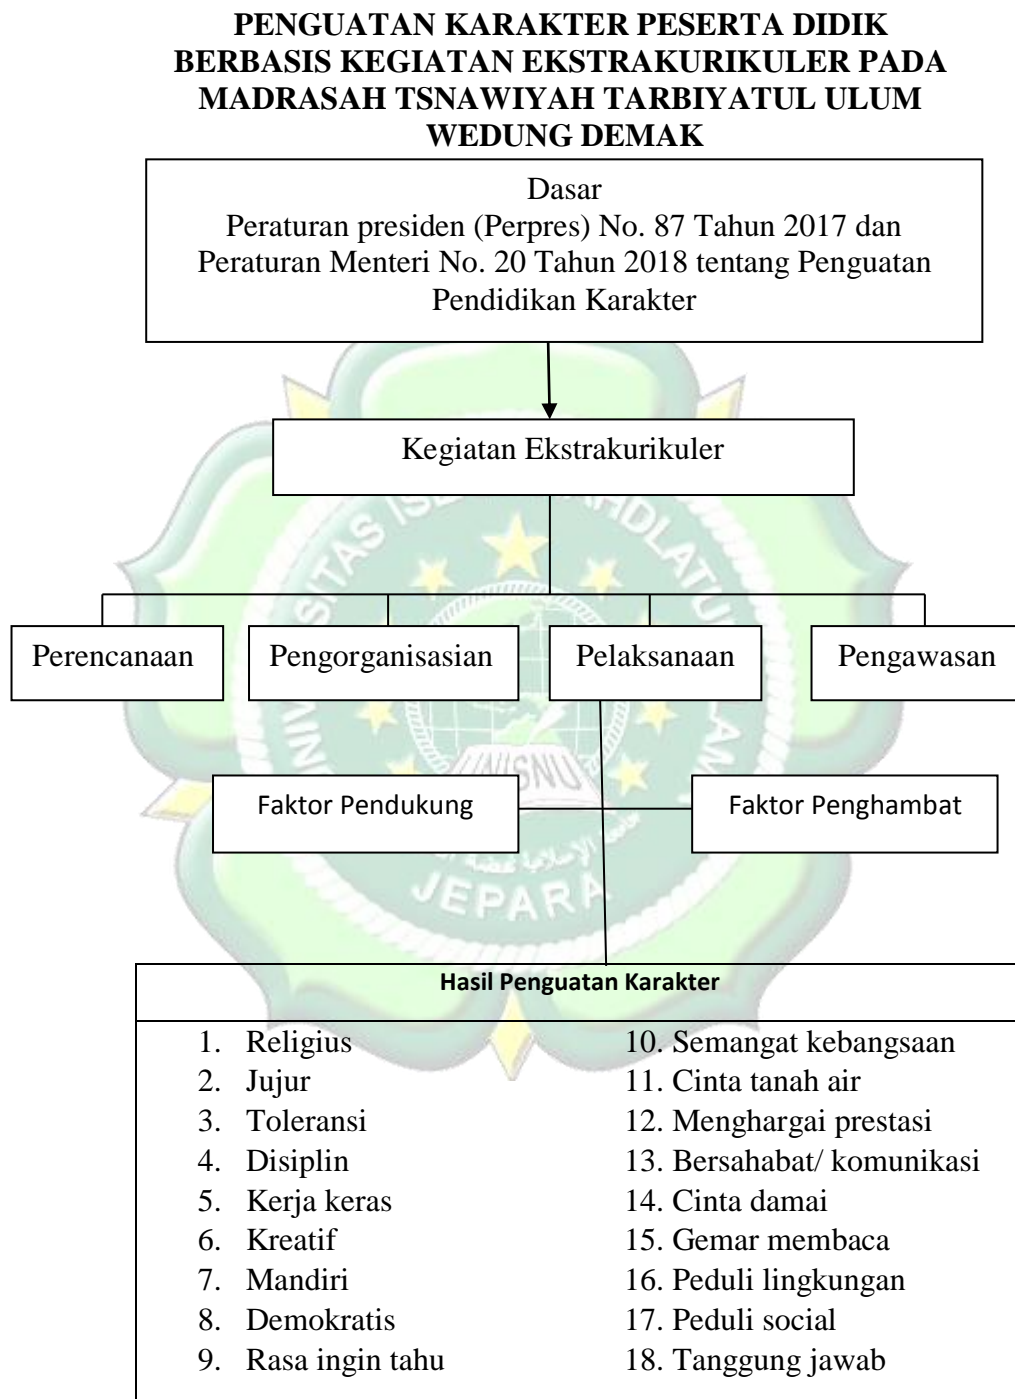 PENGUATAN KARAKTER PESERTA DIDIK
BERBASIS KEGIATAN EKSTRAKURIKULER PADA
MADRASAH TSNAWIYAH TARBIYATUL ULUM
WEDUNG DEMAK
Dasar
Peraturan presiden (Perpres) No. 87 Tahun 2017 dan
Peraturan Menteri No. 20 Tahun 2018 tentang Penguatan
Pendidikan Karakter
Kegiatan Ekstrakurikuler
Perencanaan
Pengorganisasian
Pelaksanaan
Pengawasan
UNISNU
Faktor Pendukung
Faktor Penghambat
JEPARA
Hasil Penguatan Karakter
1. Religius
2. Jujur
3. Toleransi
4. Disiplin
5. Kerja keras
6. Kreatif
7. Mandiri
8. Demokratis
9. Rasa ingin tahu
10. Semangat kebangsaan
11. Cinta tanah air
12. Menghargai prestasi
13. Bersahabat/ komunikasi
14. Cinta damai
15. Gemar membaca
16. Peduli lingkungan
17. Peduli social
18. Tanggung jawab